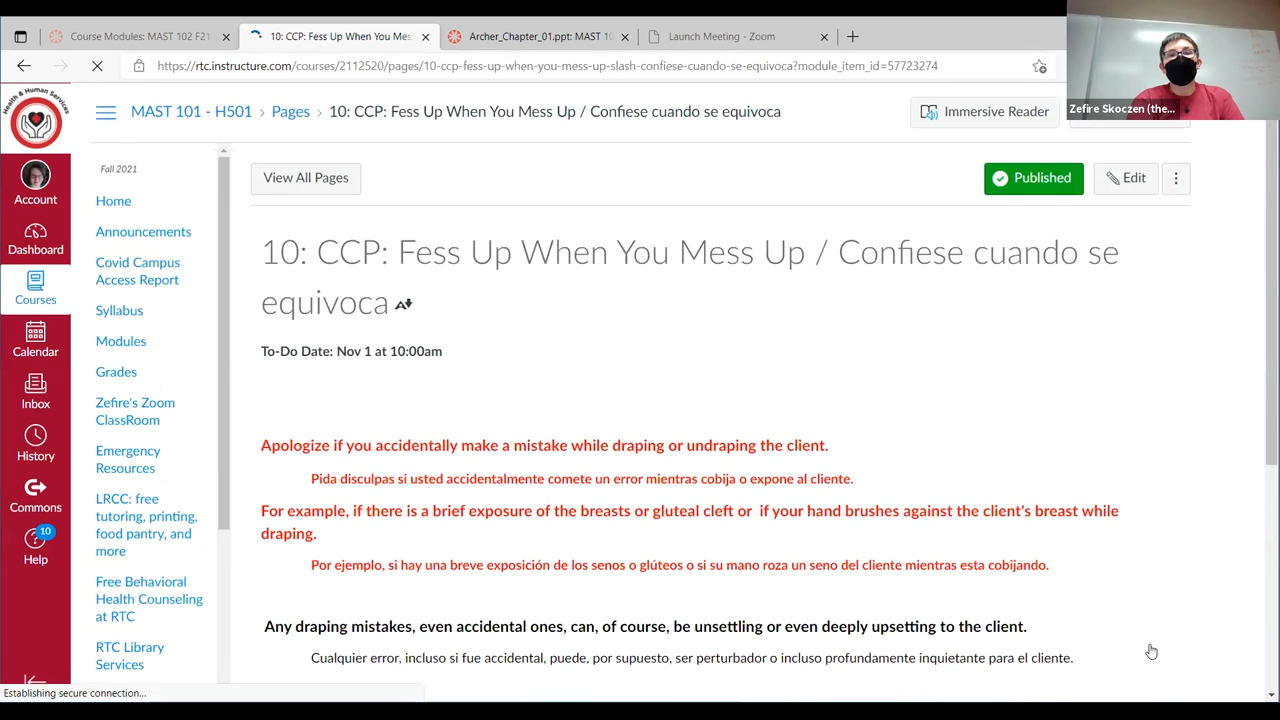 Course Modules: MAST 102 F21
10: CCP: Fess Up When You Mes
Archer_Chapter_01.ppt: MAST 10
Launch Meeting - Zoom
https://rtc.instructure.com/courses/2112520/pages/10-ccp-fess-up-when-you-mess-up-slash-confiese-cuando-se-equivoca?module_item_id=57723274
Zefire Skoczen (the...
Health & Human Services
MAST 101 - H501 > Pages > 10: CCP: Fess Up When You Mess Up / Confiese cuando se equivoca
Immersive Reader
Account
Dashboard
Courses
Calendar
Inbox
History
Commons
10
Help
Fall 2021
Home
Announcements
Covid Campus
Access Report
Syllabus
Modules
Grades
Zefire's Zoom
ClassRoom
Emergency
Resources
LRCC: free
tutoring, printing,
food pantry, and
more
Free Behavioral
Health Counseling
at RTC
RTC Library
Services
View All Pages
Published
Edit
10: CCP: Fess Up When You Mess Up / Confiese cuando se
equivoca
To-Do Date: Nov 1 at 10:00am
Apologize if you accidentally make a mistake while draping or undraping the client.
Pida disculpas si usted accidentalmente comete un error mientras cobija o expone al cliente.
For example, if there is a brief exposure of the breasts or gluteal cleft or if your hand brushes against the client's breast while
draping.
Por ejemplo, si hay una breve exposición de los senos o glúteos o si su mano roza un seno del cliente mientras esta cobijando.
Any draping mistakes, even accidental ones, can, of course, be unsettling or even deeply upsetting to the client.
Cualquier error, incluso si fue accidental, puede, por supuesto, ser perturbador o incluso profundamente inquietante para el cliente.
Establishing secure connection...